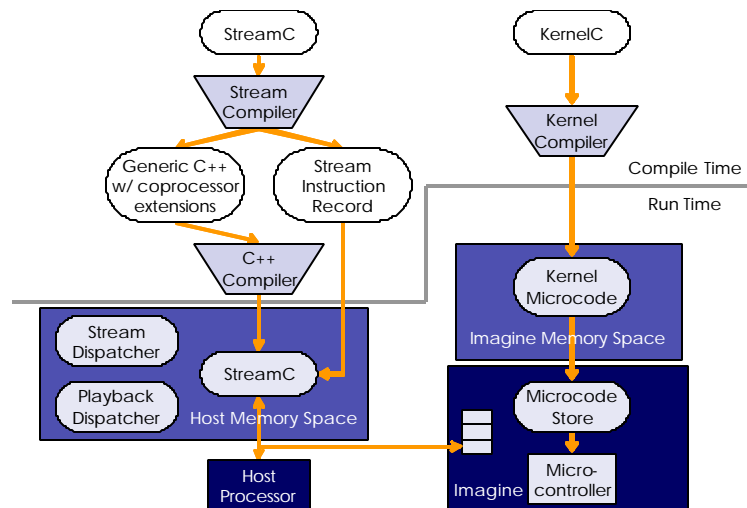 StreamC
KernelC
Stream
Compiler
Kernel
Compiler
Generic C++
w/ coprocessor
extensions
Stream
Instruction
Record
Compile Time
Run Time
C++
Compiler
Kernel
Microcode
Imagine Memory Space
Stream
Dispatcher
StreamC
Playback
Dispatcher
Host Memory Space
Microcode
Store
Host
Processor
Imagine
Micro-
controller